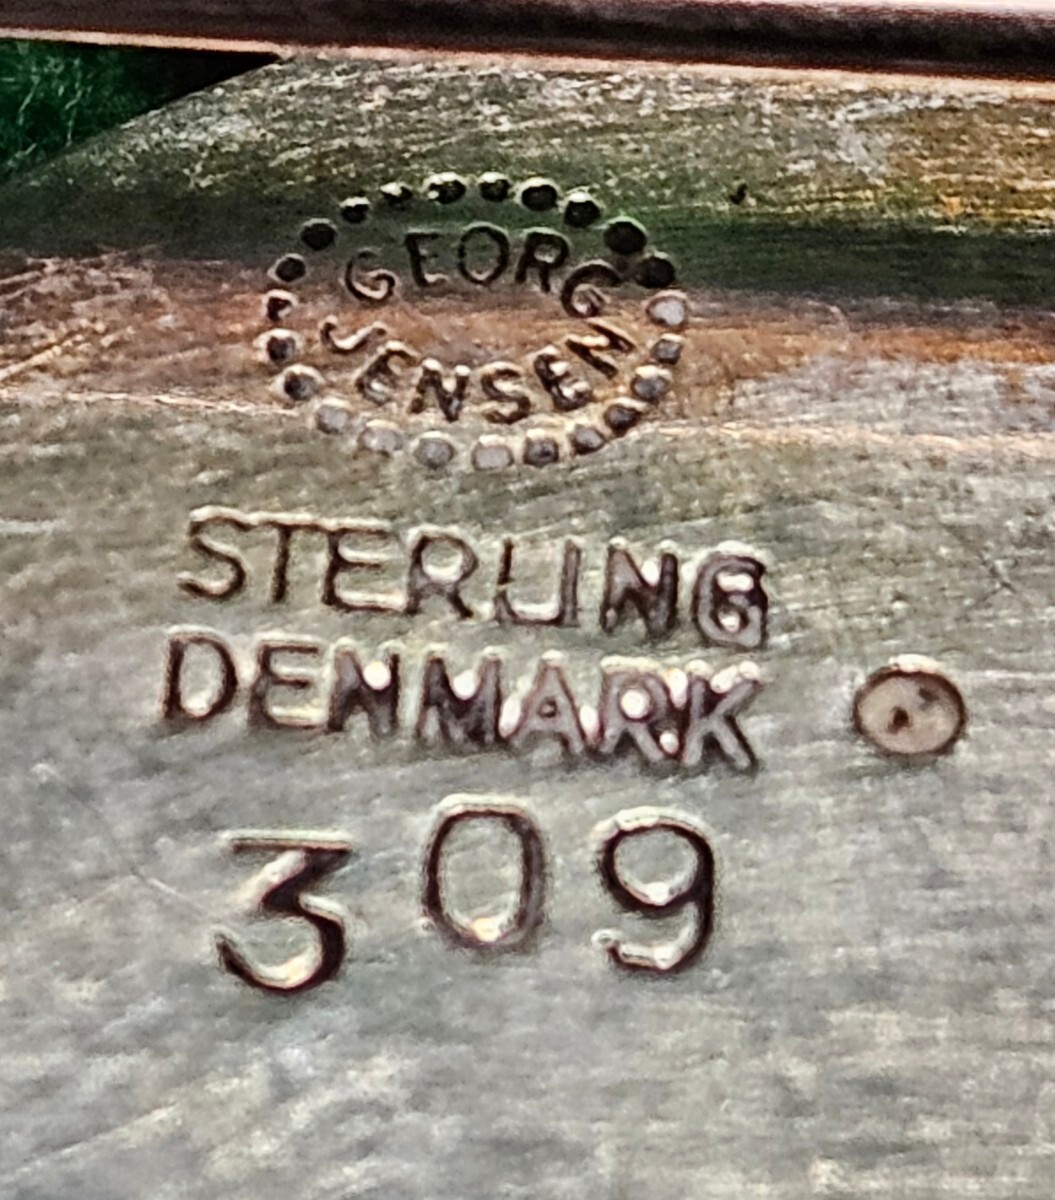 GEORG
JENSEN
STERLING
DENMARK
309